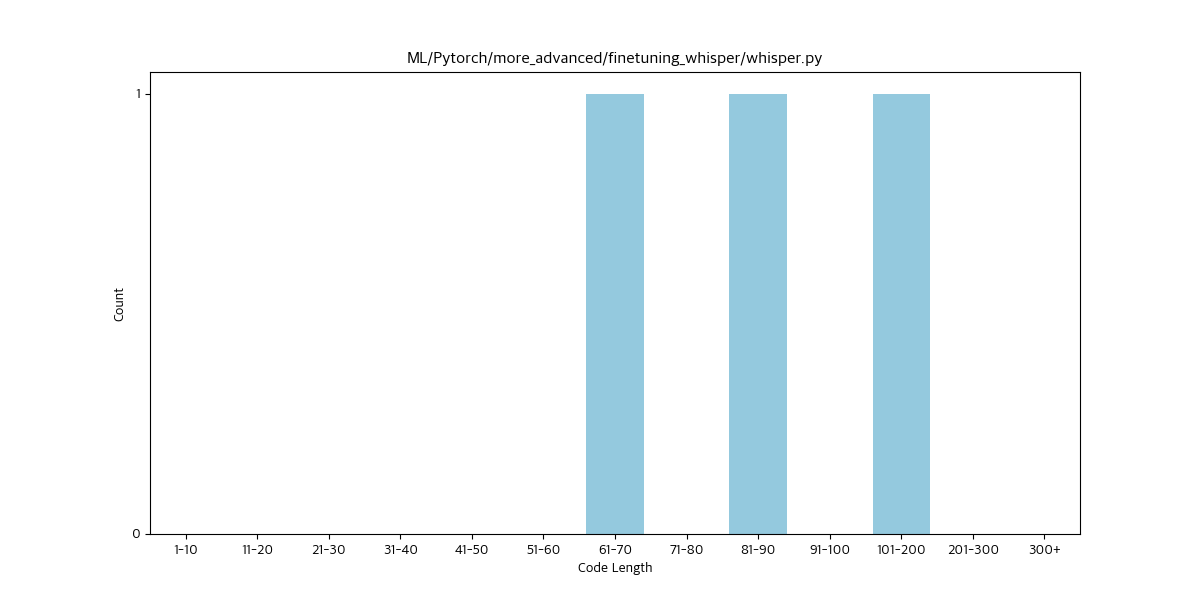 ML/Pytorch/more_advanced/finetuning_whisper/whisper.py
1
Count
0
1-10 11-20 21-30 31-40 41-50 51-60 61-70 71-80 81-90 91-100 101-200 201-300 300+
Code Length